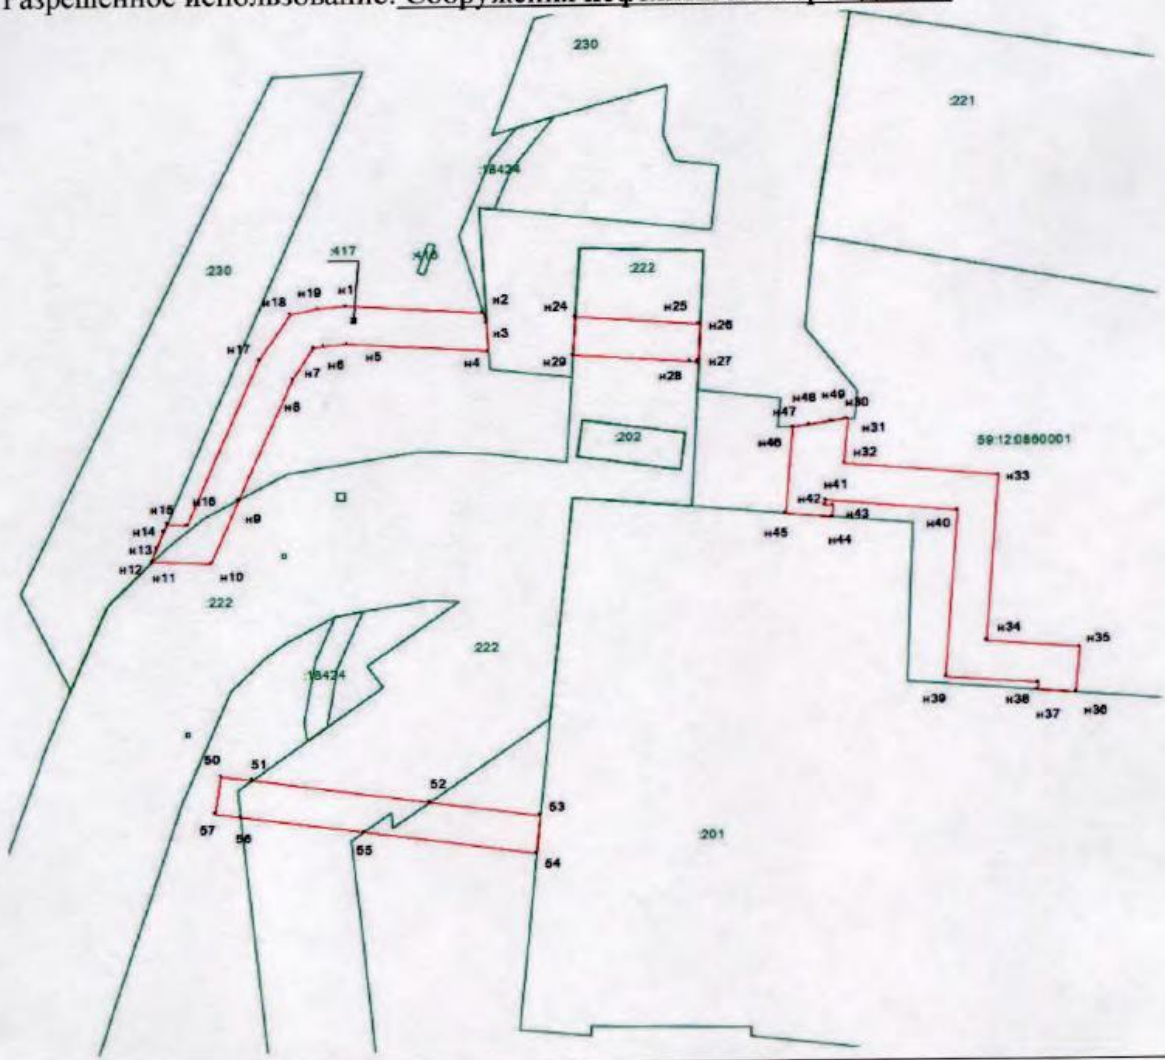 Разрешенное использование: Сооружения
:230
:221
:18424
:417
:230
:222
н18
н19
н1
н2
н24
н25
н3
н26
н17
н7
н6
н5
н4
н29
н28
н27
н8
н48
н49
н30
н47
н31
:202
н46
59:12:0860001
н32
н33
н16
н15
н41
н14
н9
н42
н43
н40
н13
н45
н44
н12
н11
н10
:222
н34
н35
:222
:18424
н39
н38
н37
н36
50
51
52
53
57
56
55
54
:201